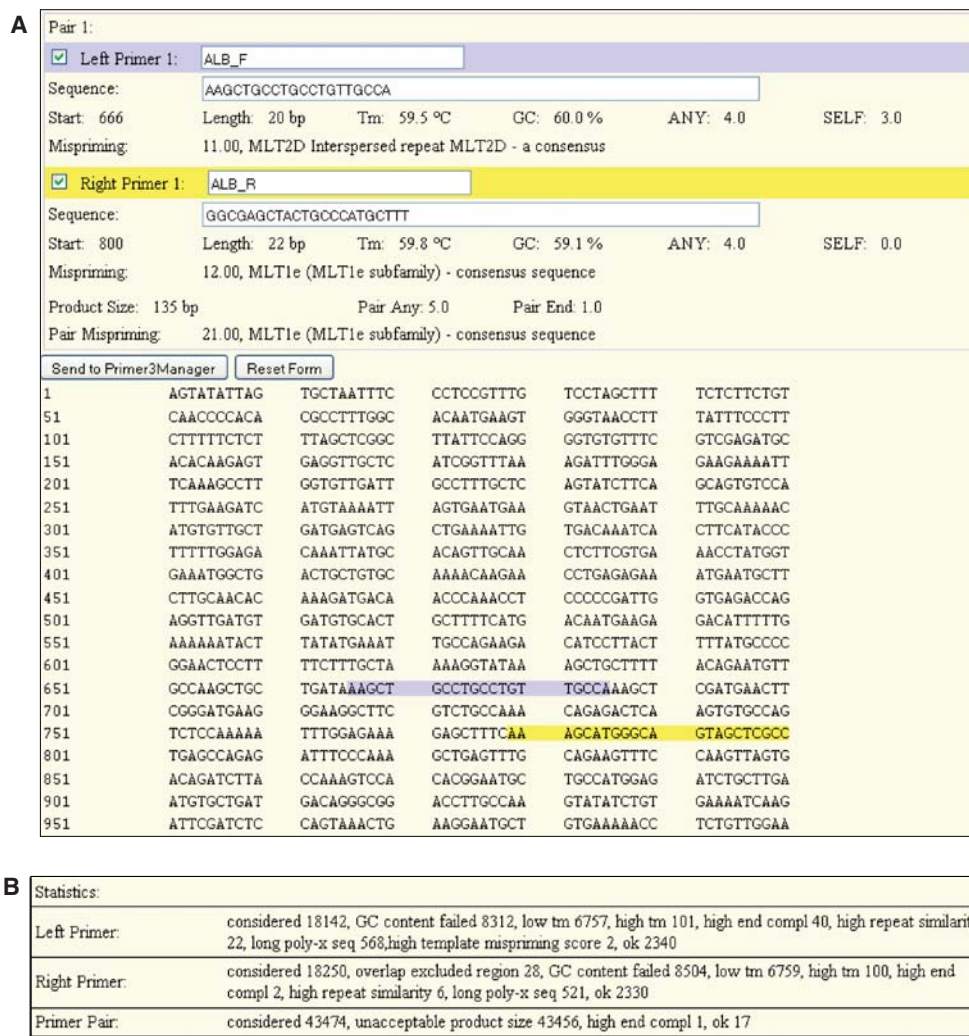 A
Pair 1:
Left Primer 1: ALB_F
Sequence: AAGCTGCCTGCCTGTTGCCA
Start: 666 Length: 20 bp Tm: 59.5 ºC GC: 60.0 % ANY: 4.0 SELF: 3.0
Mispriming: 11.00, MLT2D Interspersed repeat MLT2D - a consensus
Right Primer 1: ALB_R
Sequence: GGCGAGCTACTGCCCATGCTTT
Start: 800 Length: 22 bp Tm: 59.8 ºC GC: 59.1 % ANY: 4.0 SELF: 0.0
Mispriming: 12.00, MLT1e (MLT1e subfamily) - consensus sequence
Product Size: 135 bp Pair Any: 5.0 Pair End: 1.0
Pair Mispriming: 21.00, MLT1e (MLT1e subfamily) - consensus sequence
Send to Primer3Manager Reset Form
1 AGTATATTAG TGCTAATTTC CCTCCGTTTG TCCTAGCTTT TCTCTTCTGT
51 CAACCCCACA CGCCTTTGGC ACAATGAAGT GGGTAACCTT TATTTCCCTT
101 CTTTTTCTCT TTAGCTCGGC TTATTCCAGG GGTGTGTTTC GTCGAGATGC
151 ACACAAGAGT GAGGTTGCTC ATCGGTTTAA AGATTTGGGA GAAGAAAATT
201 TCAAAGCCTT GGTGTTGATT GCCTTTGCTC AGTATCTTCA GCAGTGTCCA
251 TTTGAAGATC ATGTAAAATT AGTGAATGAA GTAACTGAAT TTGCAAAAAC
301 ATGTGTTGCT GATGAGTCAG CTGAAAATTG TGACAAATCA CTTCATACCC
351 TTTTTGGAGA CAAATTATGC ACAGTTGCAA CTCTTCGTGA AACCTATGGT
401 GAAATGGCTG ACTGCTGTGC AAAACAAGAA CCTGAGAGAA ATGAATGCTT
451 CTTGCAACAC AAAGATGACA ACCCAAACCT CCCCCGATTG GTGAGACCAG
501 AGGTTGATGT GATGTGCACT GCTTTTCATG ACAATGAAGA GACATTTTTG
551 AAAAAATACT TATATGAAAT TGCCAGAAGA CATCCTTACT TTTATGCCCC
601 GGAACTCCTT TTCTTTGCTA AAAGGTATAA AGCTGCTTTT ACAGAATGTT
651 GCCAAGCTGC TGATAAAGCT GCCTGCCTGT TGCCAAAGCT CGATGAACTT
701 CGGGATGAAG GGAAGGCTTC GTCTGCCAAA CAGAGACTCA AGTGTGCCAG
751 TCTCCAAAAA TTTGGAGAAA GAGCTTTCAA AGCATGGGCA GTAGCTCGCC
801 TGAGCCAGAG ATTTCCCAAA GCTGAGTTTG CAGAAGTTTC CAAGTTAGTG
851 ACAGATCTTA CCAAAGTCCA CACGGAATGC TGCCATGGAG ATCTGCTTGA
901 ATGTGCTGAT GACAGGGCGG ACCTTGCCAA GTATATCTGT GAAAATCAAG
951 ATTCGATCTC CAGTAAACTG AAGGAATGCT GTGAAAAACC TCTGTTGGAA
B
Statistics:
Left Primer: considered 18142, GC content failed 8312, low tm 6757, high tm 101, high end compl 40, high repeat similarit
22, long poly-x seq 568,high template mispriming score 2, ok 2340
Right Primer: considered 18250, overlap excluded region 28, GC content failed 8504, low tm 6759, high tm 100, high end
compl 2, high repeat similarity 6, long poly-x seq 521, ok 2330
Primer Pair: considered 43474, unacceptable product size 43456, high end compl 1, ok 17